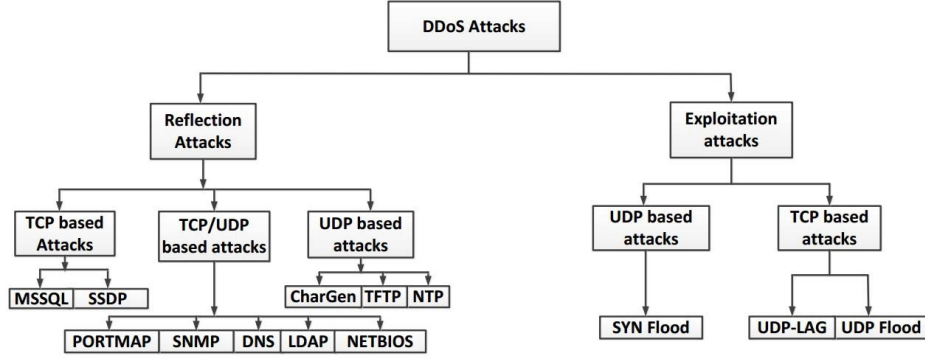 DDoS Attacks
Reflection
Attacks
Exploitation
attacks
TCP based
Attacks
TCP/UDP
based attacks
UDP based
attacks
UDP based
attacks
TCP based
attacks
MSSQL
SSDP
CharGen
TFTP
NTP
PORTMAP
SNMP
DNS
LDAP
NETBIOS
SYN Flood
UDP-LAG
UDP Flood